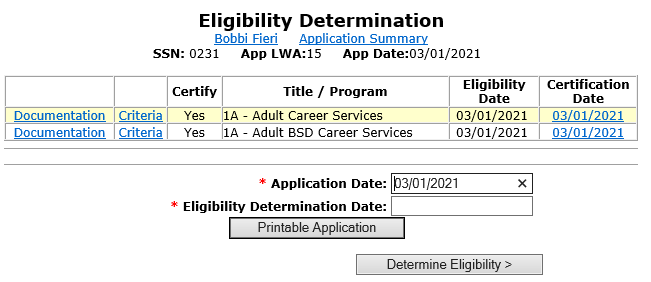 Eligibility Determination
Bobbi Fieri Application Summary
SSN: 0231 App LWA:15 App Date:03/01/2021
Certify Title / Program Eligibility Date Certification Date
Documentation Criteria Yes 1A - Adult Career Services 03/01/2021 03/01/2021
Documentation Criteria Yes 1A - Adult BSD Career Services 03/01/2021 03/01/2021
* Application Date: 03/01/2021 ×
* Eligibility Determination Date:
Printable Application
Determine Eligibility >